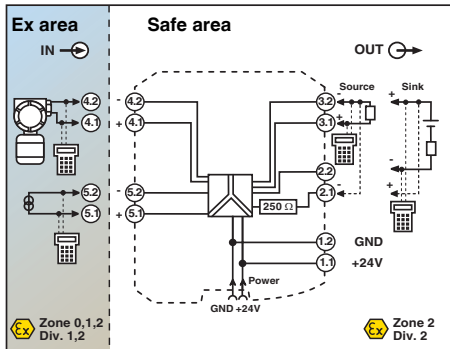 Ex area
Safe area
IN
OUT
Source
Sink
4.2
- 4.2
3.2 -
+
4.1
+ 4.1
3.1 +
2.2
-
5.2
- 5.2
2.1 -
+
5.1
+ 5.1
250 Ω
1.2 GND
1.1 +24V
Power
GND +24V
Ex Zone 0,1,2
Div. 1,2
Ex Zone 2
Div. 2